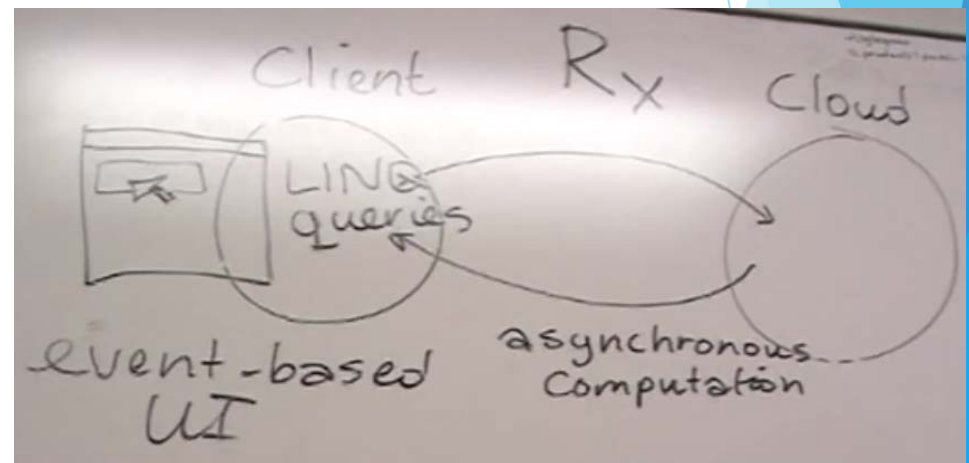 Client
Rx
Cloud
LINQ
queries
event-based
UI
asynchronous
Computation